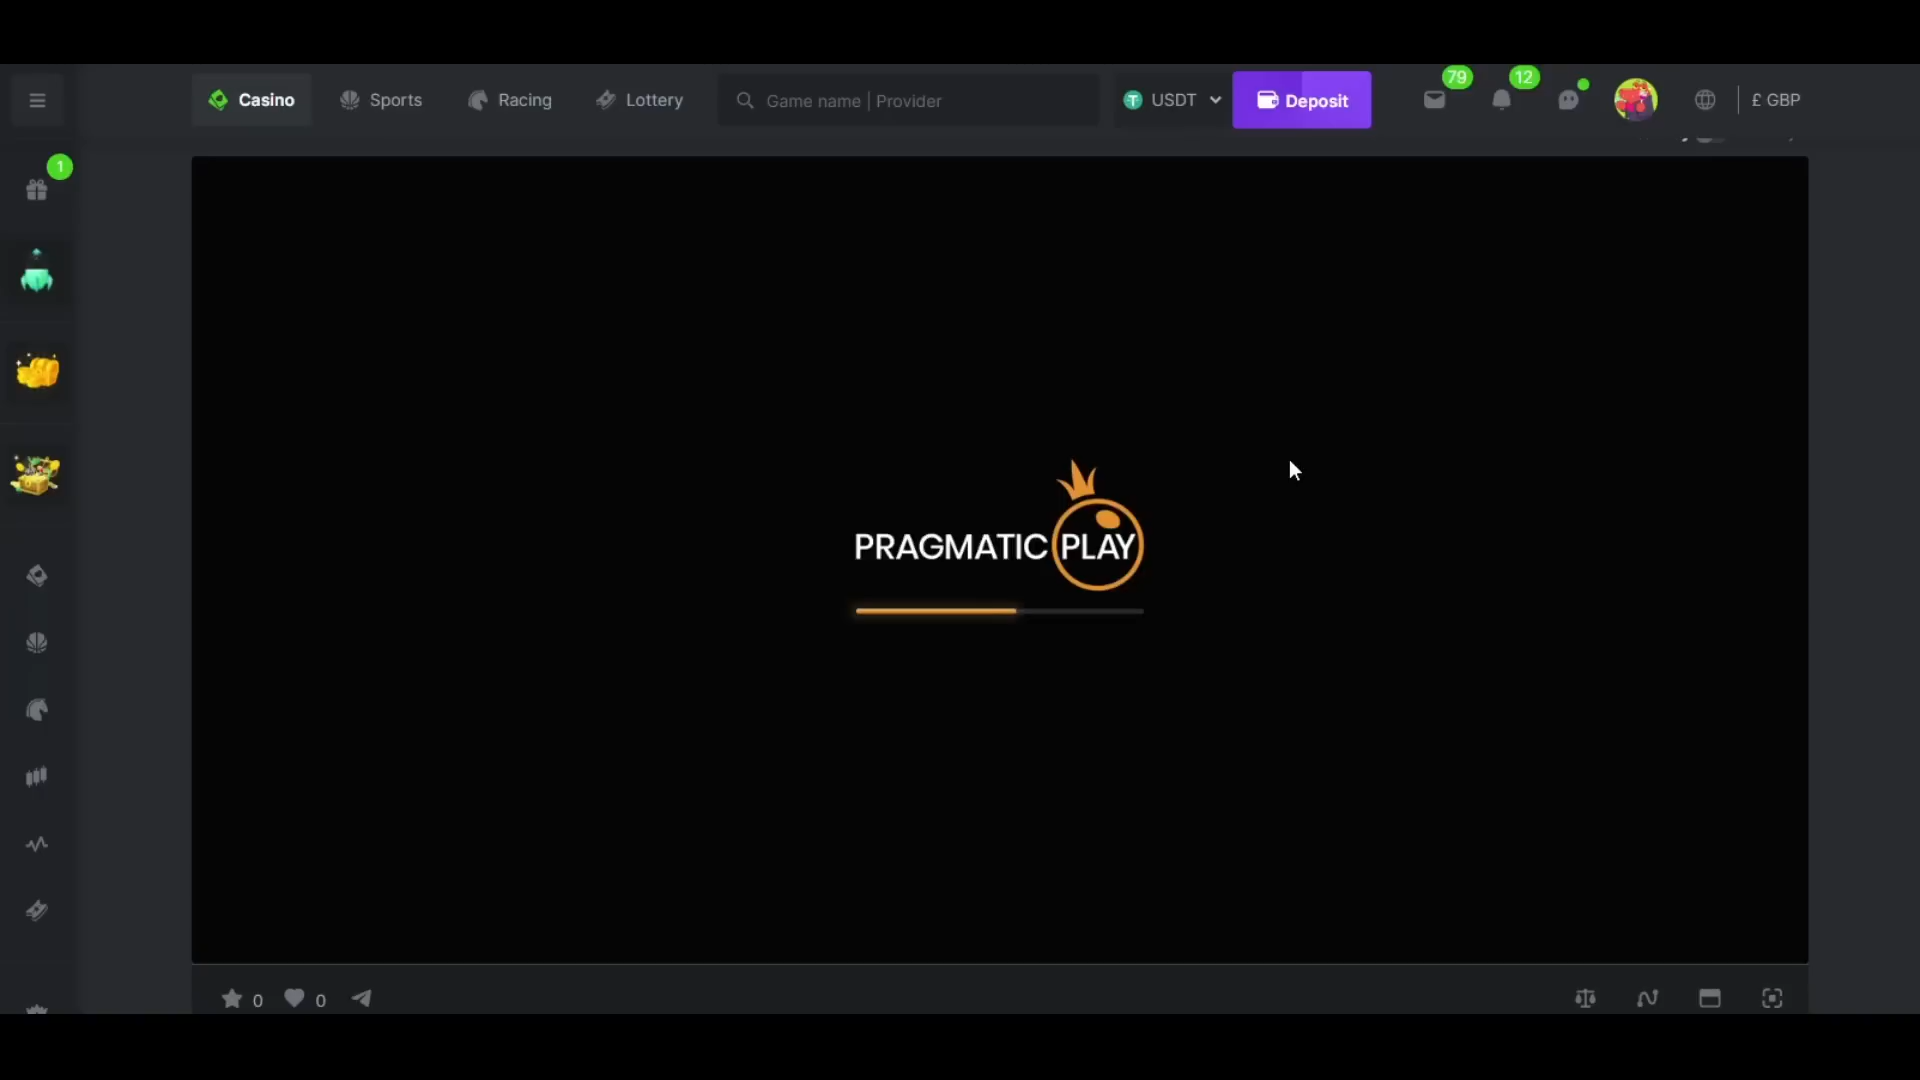 Casino
Sports
Racing
Lottery
Game name | Provider
USDT
Deposit
79
12
£ GBP
1
PRAGMATIC PLAY
0
0